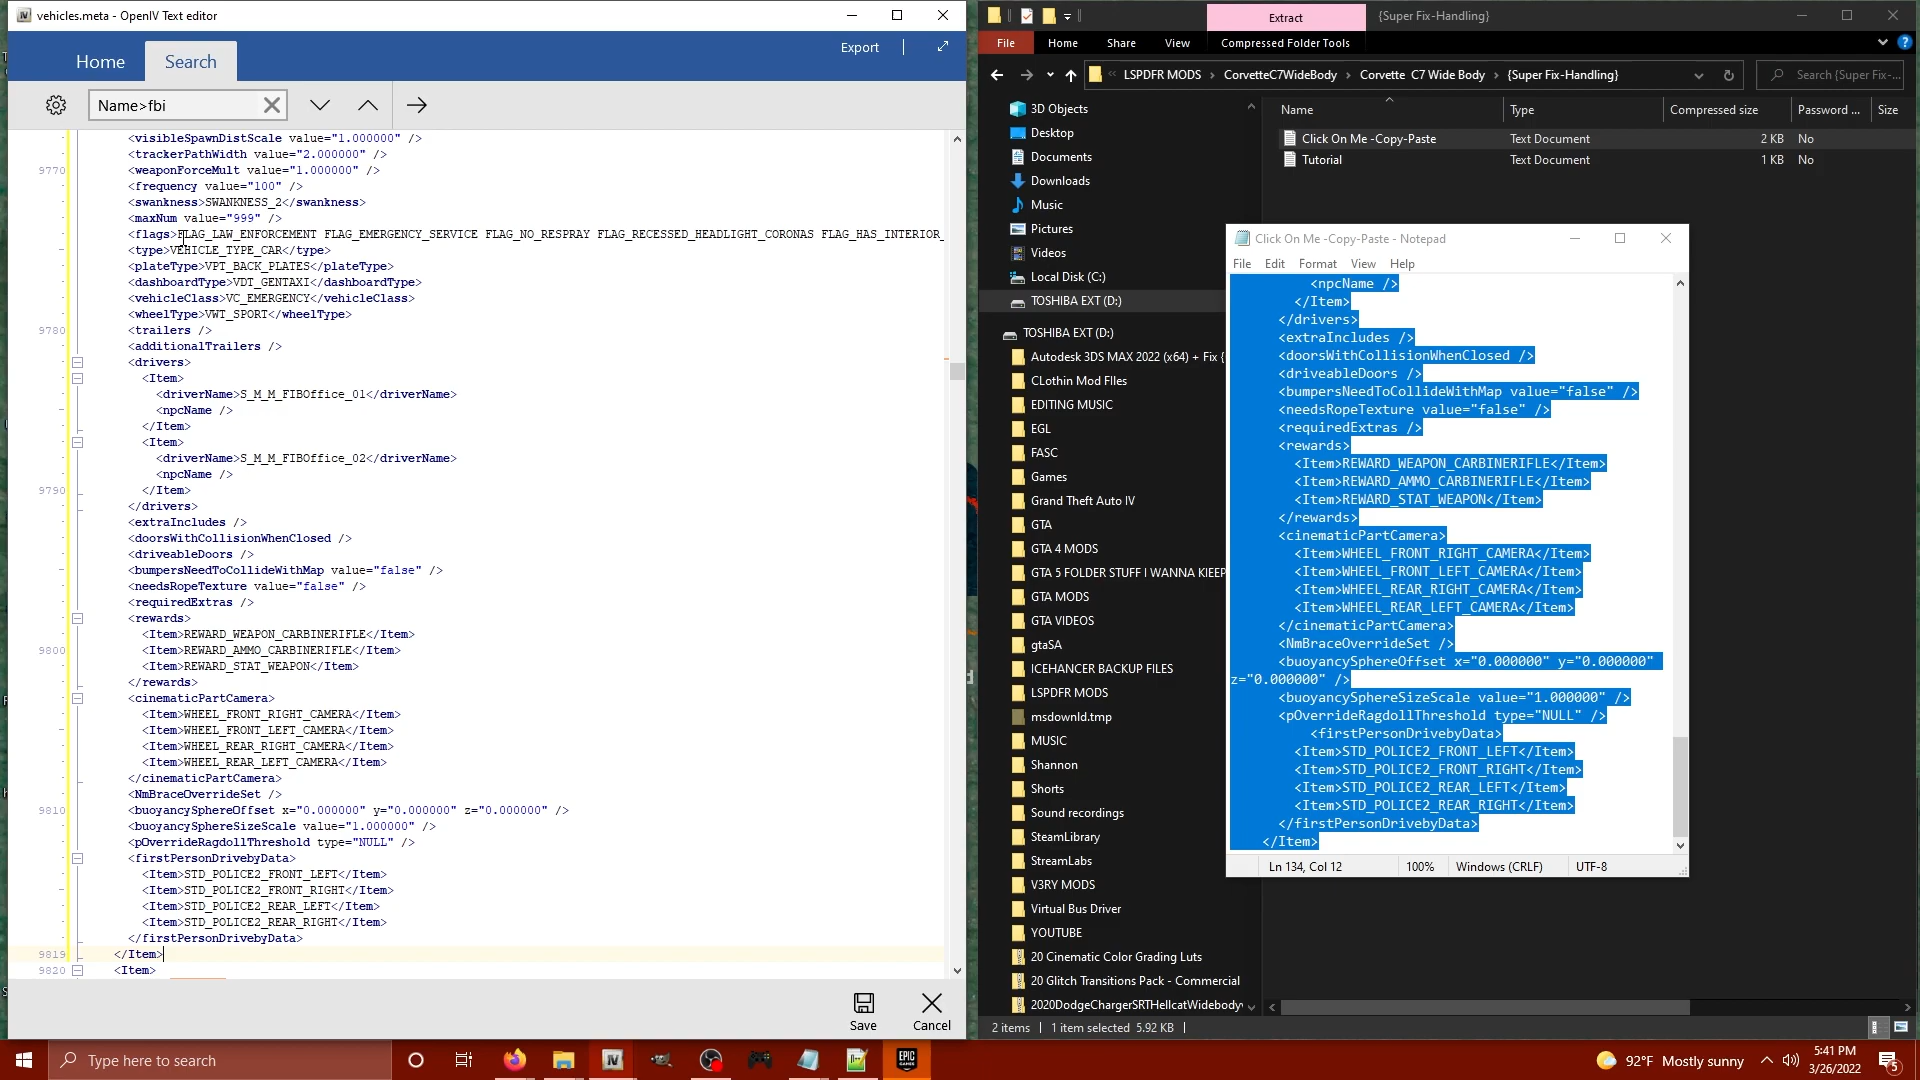 vehicles.meta - OpenIV Text editor
Export
Home
Search
Name>fbi
<visibleSpawnDistScale value="1.000000" />
<trackerPathWidth value="2.000000" />
9770 <weaponForceMult value="1.000000" />
<frequency value="100" />
<swankness>SWANKNESS_2</swankness>
<maxNum value="999" />
<flags>FLAG_LAW_ENFORCEMENT FLAG_EMERGENCY_SERVICE FLAG_NO_RESPRAY FLAG_RECESSED_HEADLIGHT_CORONAS FLAG_HAS_INTERIOR_
<type>VEHICLE_TYPE_CAR</type>
<plateType>VPT_BACK_PLATES</plateType>
<dashboardType>VDT_GENTAXI</dashboardType>
<vehicleClass>VC_EMERGENCY</vehicleClass>
<wheelType>VWT_SPORT</wheelType>
9780 <trailers />
<additionalTrailers />
<drivers>
<Item>
<driverName>S_M_M_FIBOffice_01</driverName>
<npcName />
</Item>
<Item>
<driverName>S_M_M_FIBOffice_02</driverName>
<npcName />
9790 </Item>
</drivers>
<extraIncludes />
<doorsWithCollisionWhenClosed />
<driveableDoors />
<bumpersNeedToCollideWithMap value="false" />
<needsRopeTexture value="false" />
<requiredExtras />
<rewards>
<Item>REWARD_WEAPON_CARBINERIFLE</Item>
9800 <Item>REWARD_AMMO_CARBINERIFLE</Item>
<Item>REWARD_STAT_WEAPON</Item>
</rewards>
<cinematicPartCamera>
<Item>WHEEL_FRONT_RIGHT_CAMERA</Item>
<Item>WHEEL_FRONT_LEFT_CAMERA</Item>
<Item>WHEEL_REAR_RIGHT_CAMERA</Item>
<Item>WHEEL_REAR_LEFT_CAMERA</Item>
</cinematicPartCamera>
<NmBraceOverrideSet />
9810 <buoyancySphereOffset x="0.000000" y="0.000000" z="0.000000" />
<buoyancySphereSizeScale value="1.000000" />
<pOverrideRagdollThreshold type="NULL" />
<firstPersonDrivebyData>
<Item>STD_POLICE2_FRONT_LEFT</Item>
<Item>STD_POLICE2_FRONT_RIGHT</Item>
<Item>STD_POLICE2_REAR_LEFT</Item>
<Item>STD_POLICE2_REAR_RIGHT</Item>
</firstPersonDrivebyData>
9819 </Item>
9820 <Item>
Save
Cancel
Extract
{Super Fix-Handling}
File
Home
Share
View
Compressed Folder Tools
LSPDFR MODS > CorvetteC7WideBody > Corvette C7 Wide Body > {Super Fix-Handling}
Search {Super Fix-...
Name
Type
Compressed size
Password ...
Size
Click On Me -Copy-Paste Text Document 2 KB No
Tutorial Text Document 1 KB No
3D Objects
Desktop
Documents
Downloads
Music
Pictures
Videos
Local Disk (C:)
TOSHIBA EXT (D:)
TOSHIBA EXT (D:)
Autodesk 3DS MAX 2022 (x64) + Fix {
CLothin Mod FIles
EDITING MUSIC
EGL
FASC
Games
Grand Theft Auto IV
GTA
GTA 4 MODS
GTA 5 FOLDER STUFF I WANNA KIEEP
GTA MODS
GTA VIDEOS
gtaSA
ICEHANCER BACKUP FILES
LSPDFR MODS
msdownld.tmp
MUSIC
Shannon
Shorts
Sound recordings
SteamLibrary
StreamLabs
V3RY MODS
Virtual Bus Driver
YOUTUBE
20 Cinematic Color Grading Luts
20 Glitch Transitions Pack - Commercial
2020DodgeChargerSRTHellcatWidebody
2 items
1 item selected 5.92 KB
Click On Me -Copy-Paste - Notepad
File Edit Format View Help
<npcName />
</Item>
</drivers>
<extraIncludes />
<doorsWithCollisionWhenClosed />
<driveableDoors />
<bumpersNeedToCollideWithMap value="false" />
<needsRopeTexture value="false" />
<requiredExtras />
<rewards>
<Item>REWARD_WEAPON_CARBINERIFLE</Item>
<Item>REWARD_AMMO_CARBINERIFLE</Item>
<Item>REWARD_STAT_WEAPON</Item>
</rewards>
<cinematicPartCamera>
<Item>WHEEL_FRONT_RIGHT_CAMERA</Item>
<Item>WHEEL_FRONT_LEFT_CAMERA</Item>
<Item>WHEEL_REAR_RIGHT_CAMERA</Item>
<Item>WHEEL_REAR_LEFT_CAMERA</Item>
</cinematicPartCamera>
<NmBraceOverrideSet />
<buoyancySphereOffset x="0.000000" y="0.000000"
z="0.000000" />
<buoyancySphereSizeScale value="1.000000" />
<pOverrideRagdollThreshold type="NULL" />
<firstPersonDrivebyData>
<Item>STD_POLICE2_FRONT_LEFT</Item>
<Item>STD_POLICE2_FRONT_RIGHT</Item>
<Item>STD_POLICE2_REAR_LEFT</Item>
<Item>STD_POLICE2_REAR_RIGHT</Item>
</firstPersonDrivebyData>
</Item>
Ln 134, Col 12
100%
Windows (CRLF)
UTF-8
Type here to search
EPIC GAMES
92°F Mostly sunny
5:41 PM
3/26/2022
5